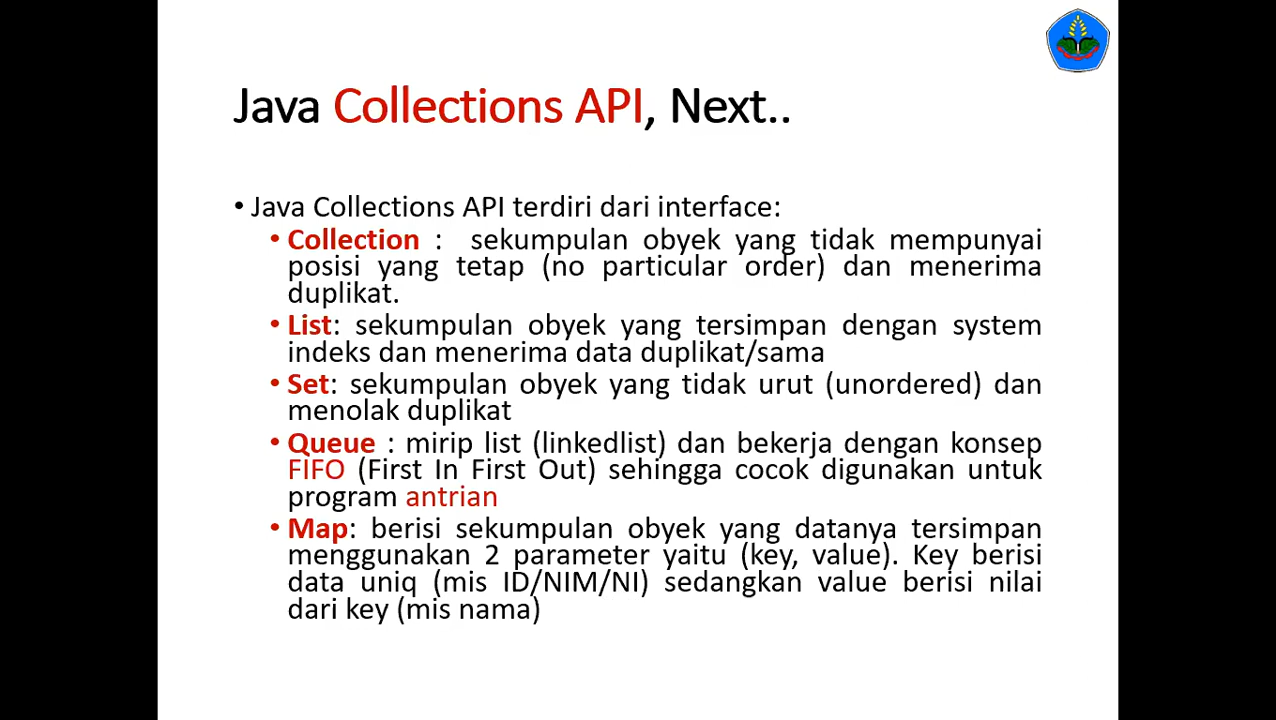 Java Collections API, Next..
• Java Collections API terdiri dari interface:
• Collection : sekumpulan obyek yang tidak mempunyai
posisi yang tetap (no particular order) dan menerima
duplikat.
• List: sekumpulan obyek yang tersimpan dengan system
indeks dan menerima data duplikat/sama
• Set: sekumpulan obyek yang tidak urut (unordered) dan
menolak duplikat
• Queue : mirip list (linkedlist) dan bekerja dengan konsep
FIFO (First In First Out) sehingga cocok digunakan untuk
program antrian
• Map: berisi sekumpulan obyek yang datanya tersimpan
menggunakan 2 parameter yaitu (key, value). Key berisi
data uniq (mis ID/NIM/NI) sedangkan value berisi nilai
dari key (mis nama)